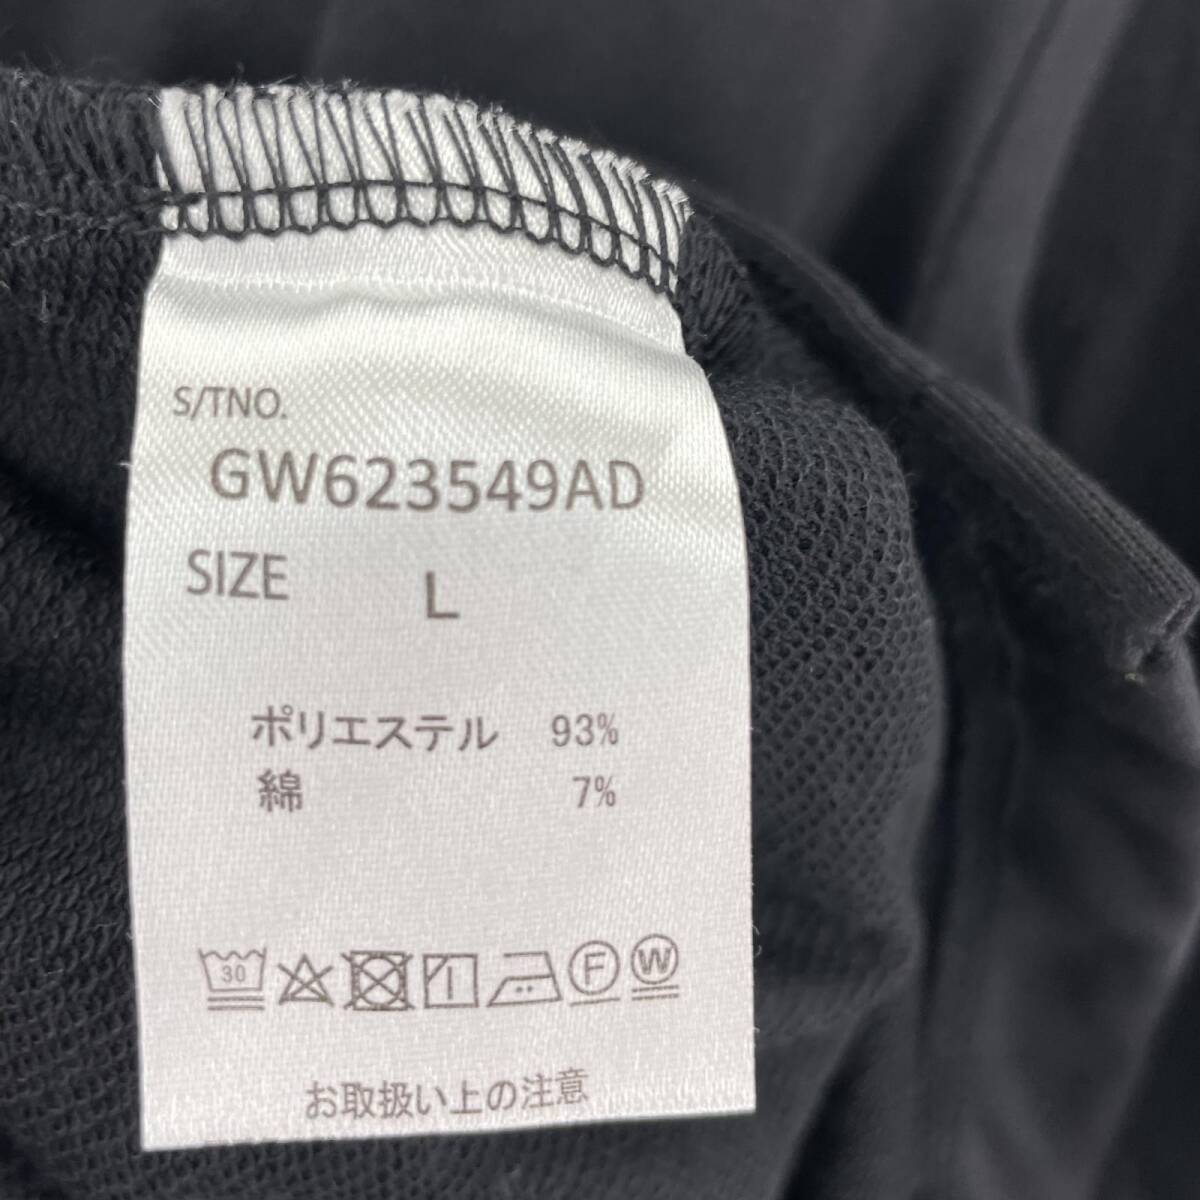 S/TNO.
GW623549AD
SIZE L
ポリエステル 93%
綿 7%
30 F W
お取扱い上の注意